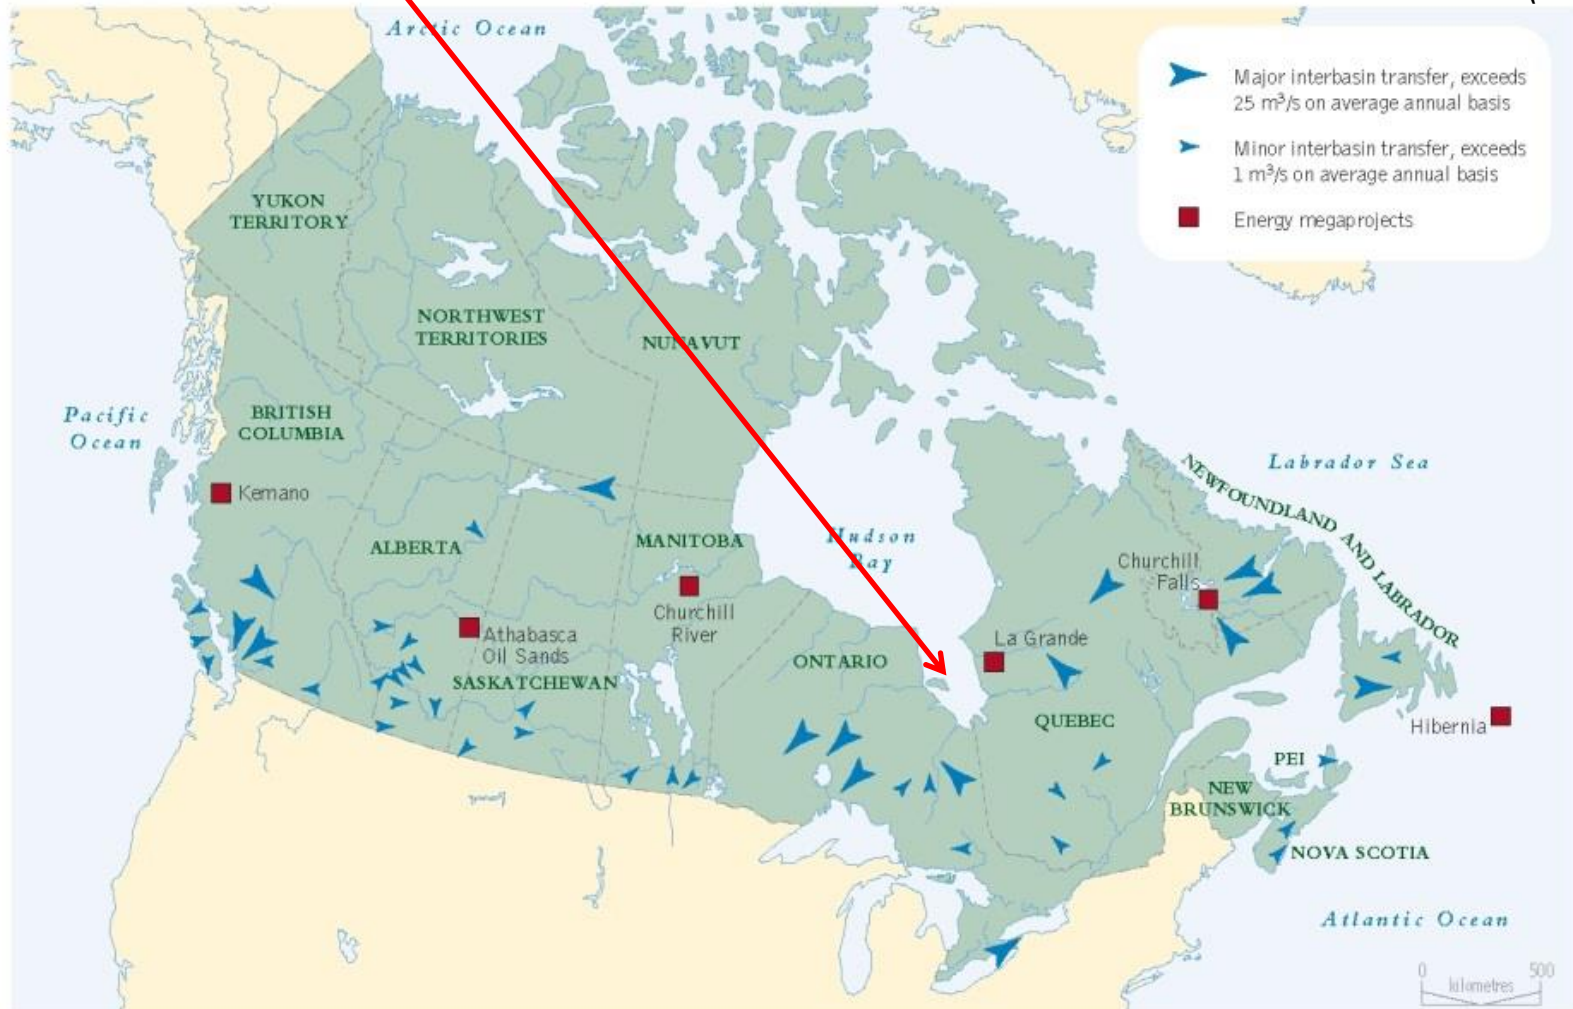 Arctic Ocean
Major interbasin transfer, exceeds
25 m³/s on average annual basis
Minor interbasin transfer, exceeds
1 m³/s on average annual basis
Energy megaprojects
YUKON
TERRITORY
NORTHWEST
TERRITORIES
NUNAVUT
Pacific
Ocean
BRITISH
COLUMBIA
Labrador Sea
NEWFOUNDLAND AND LABRADOR
Kemano
ALBERTA
MANITOBA
Hudson
Bay
Churchill
Falls
Churchill
River
Athabasca
Oil Sands
La Grande
ONTARIO
SASKATCHEWAN
QUEBEC
Hibernia
PEI
NEW
BRUNSWICK
NOVA SCOTIA
Atlantic Ocean
0 500
kilometres